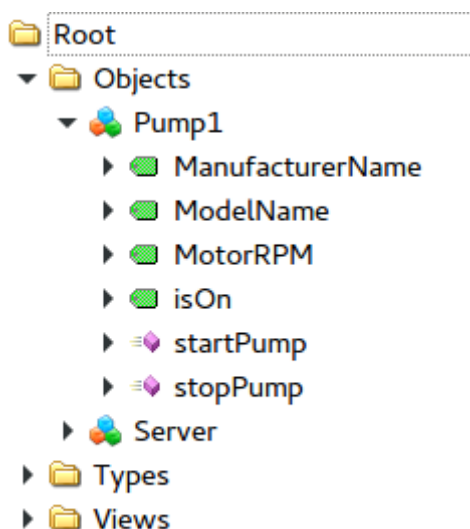 Root
Objects
Pump1
ManufacturerName
ModelName
MotorRPM
isOn
startPump
stopPump
Server
Types
Views